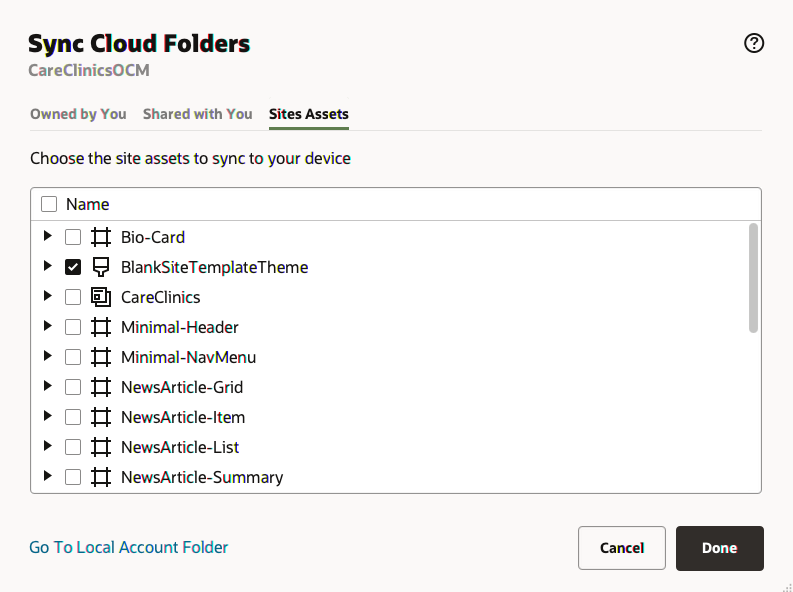 Sync Cloud Folders
CareClinicsOCM
Owned by You Shared with You Sites Assets
Choose the site assets to sync to your device
Name
Bio-Card
BlankSiteTemplateTheme
CareClinics
Minimal-Header
Minimal-NavMenu
NewsArticle-Grid
NewsArticle-Item
NewsArticle-List
NewsArticle-Summary
Go To Local Account Folder Cancel Done